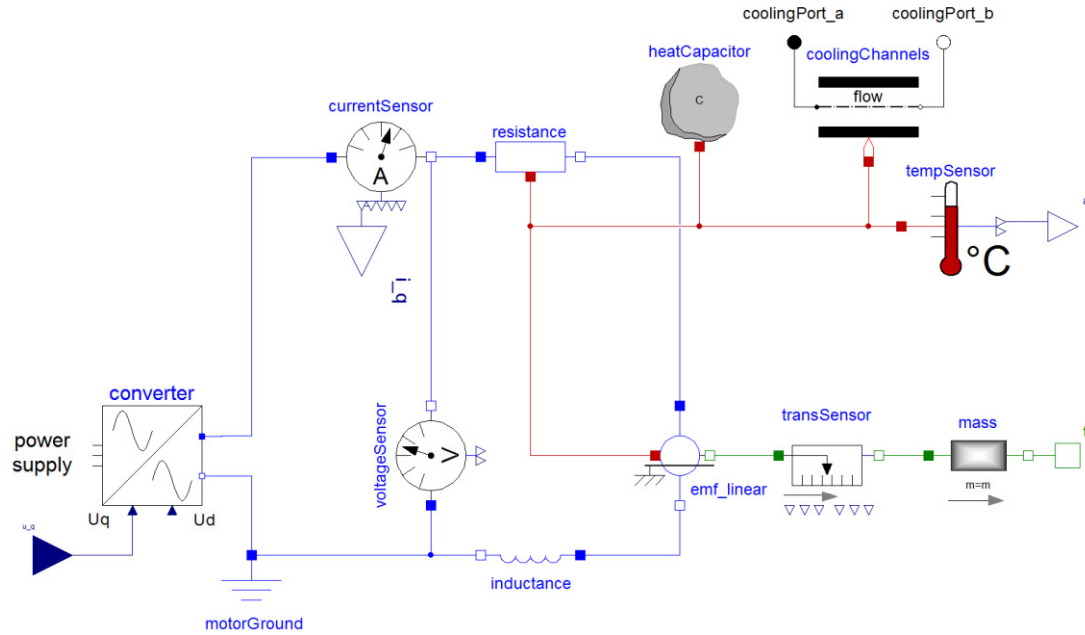 coolingPort_a
coolingPort_b
heatCapacitor
coolingChannels
C
flow
currentSensor
A
resistance
tempSensor
°C
i_q
converter
power
supply
Uq
Ud
u_q
voltageSensor
V
transSensor
mass
emf_linear
m=m
inductance
motorGround